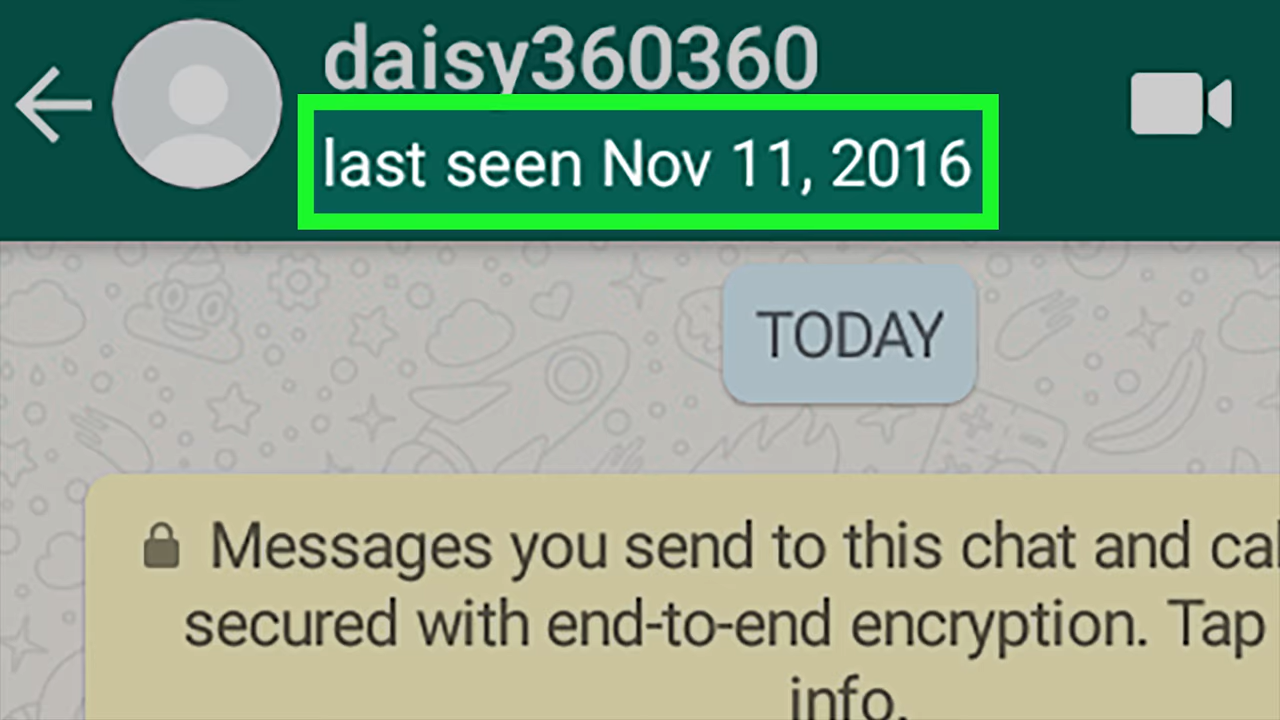 daisy360360
last seen Nov 11, 2016
TODAY
Messages you send to this chat and
secured with end-to-end encryption. Tap
info.